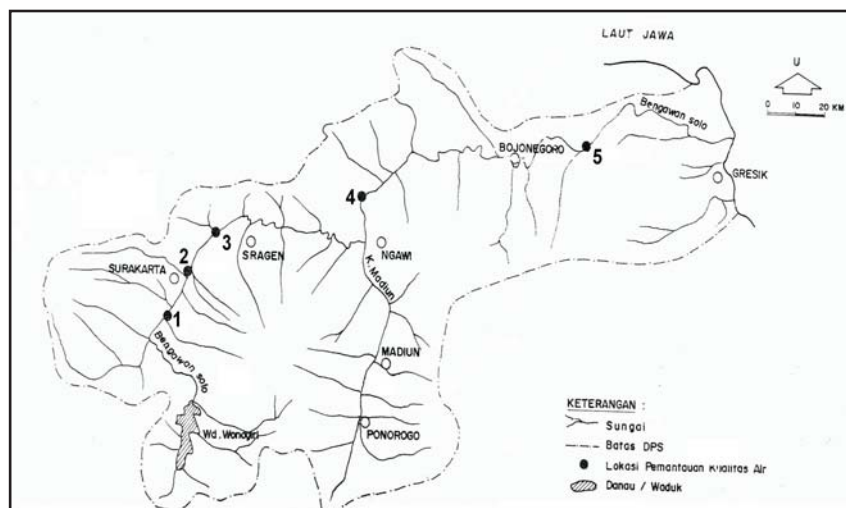 LAUT JAWA
U
0 10 20 KM
Bengawan solo
BOJONEGORO
5
GRESIK
4
3
2
SRAGEN
NGAWI
SURAKARTA
K. Madiun
1
Bengawan solo
MADIUN
Wd. Wonogiri
PONOROGO
KETERANGAN :
Sungai
Batas DPS
Lokasi Pemantauan Kualitas Air
Danau / Waduk